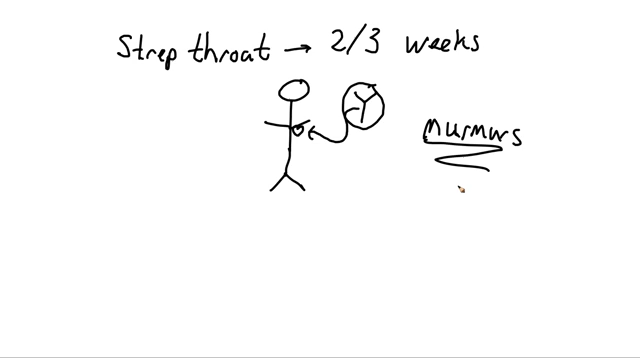 Strep throat → 2/3 weeks
murmurs